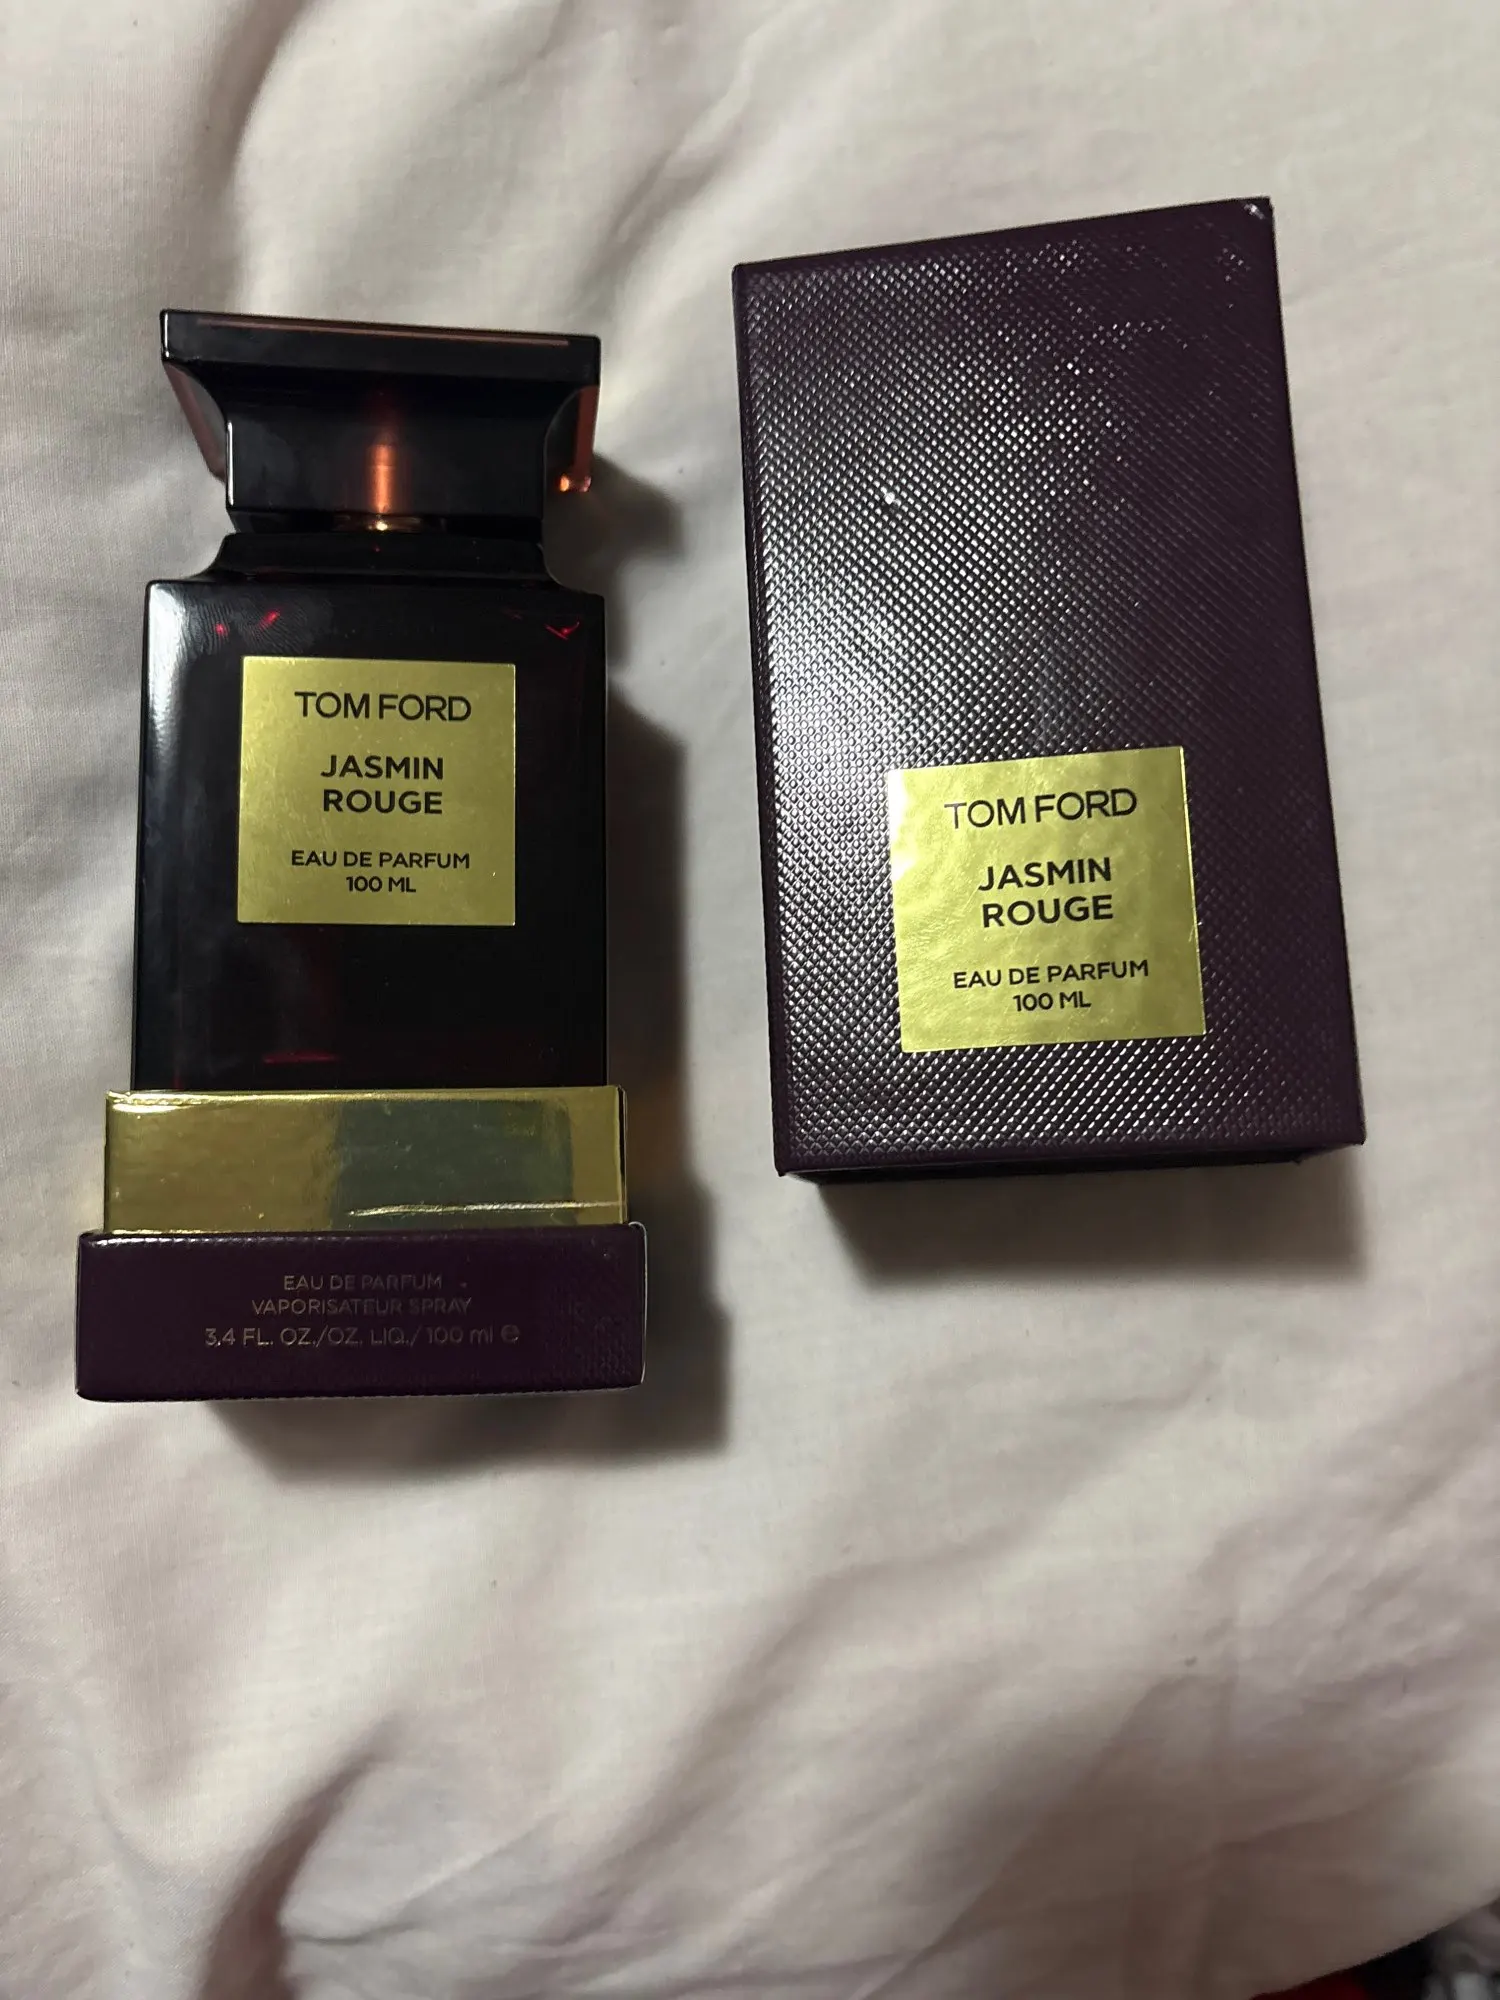 TOM FORD
JASMIN
ROUGE
EAU DE PARFUM
100 ML
EAU DE PARFUM
VAPORISATEUR SPRAY
3.4 FL. OZ./OZ. LIQ./ 100 ml ℮
TOM FORD
JASMIN
ROUGE
EAU DE PARFUM
100 ML